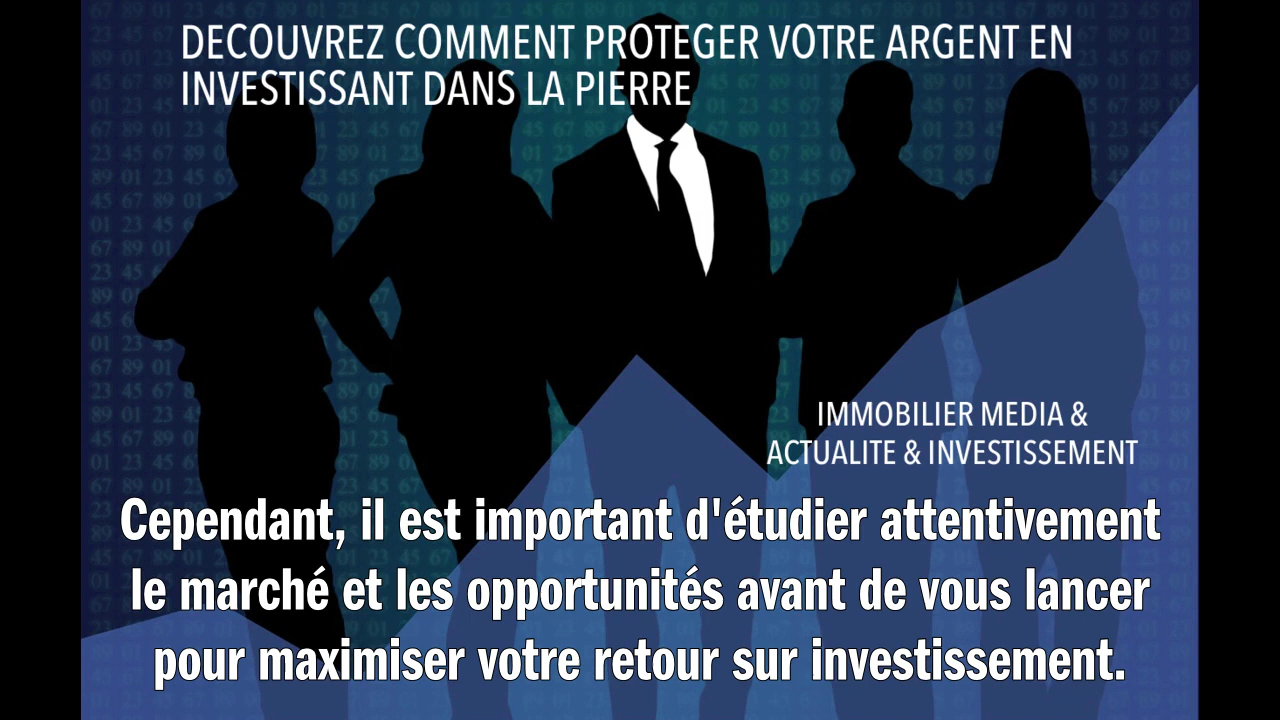 DECOUVREZ COMMENT PROTEGER VOTRE ARGENT EN
INVESTISSANT DANS LA PIERRE
IMMOBILIER MEDIA &
ACTUALITE & INVESTISSEMENT
Cependant, il est important d'étudier attentivement
le marché et les opportunités avant de vous lancer
pour maximiser votre retour sur investissement.